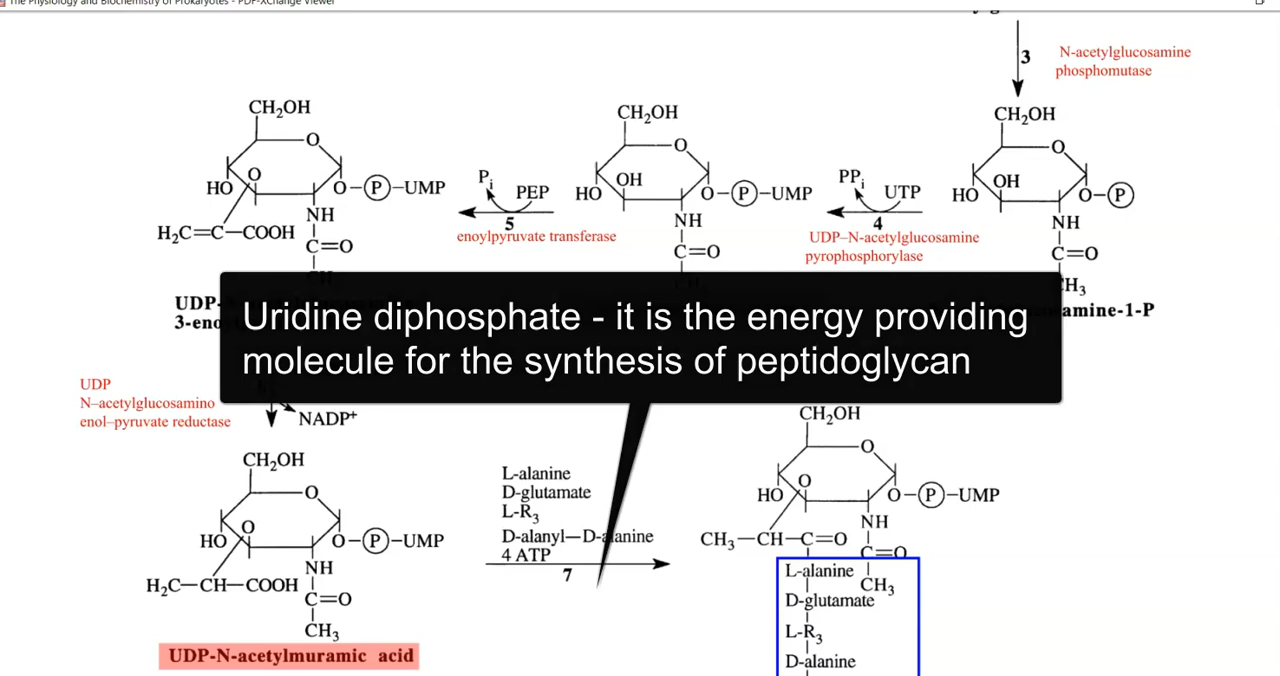 The Physiology and Biochemistry of Prokaryotes - PDF-XChange Viewer
3
N-acetylglucosamine
phosphomutase
CH₂OH
O
HO
O
O-P-UMP
NH
H₂C=C-COOH
C=O
Pi
PEP
5
enoylpyruvate transferase
CH₂OH
O
HO
OH
O-P-UMP
NH
C=O
PPi
UTP
4
UDP–N-acetylglucosamine
pyrophosphorylase
CH₂OH
O
HO
OH
O-P
NH
C=O
CH₃
UDP-
3-eno
amine-1-P
Uridine diphosphate - it is the energy providing
molecule for the synthesis of peptidoglycan
UDP
N–acetylglucosamino
enol–pyruvate reductase
NADP⁺
CH₂OH
O
HO
O
O-P-UMP
NH
H₂C-CH-COOH
C=O
CH₃
UDP-N-acetylmuramic acid
L-alanine
D-glutamate
L-R₃
D-alanyl—D-alanine
4 ATP
7
CH₂OH
O
HO
O
O-P-UMP
NH
CH₃-CH-C=O
C=O
CH₃
L-alanine
D-glutamate
L-R₃
D-alanine